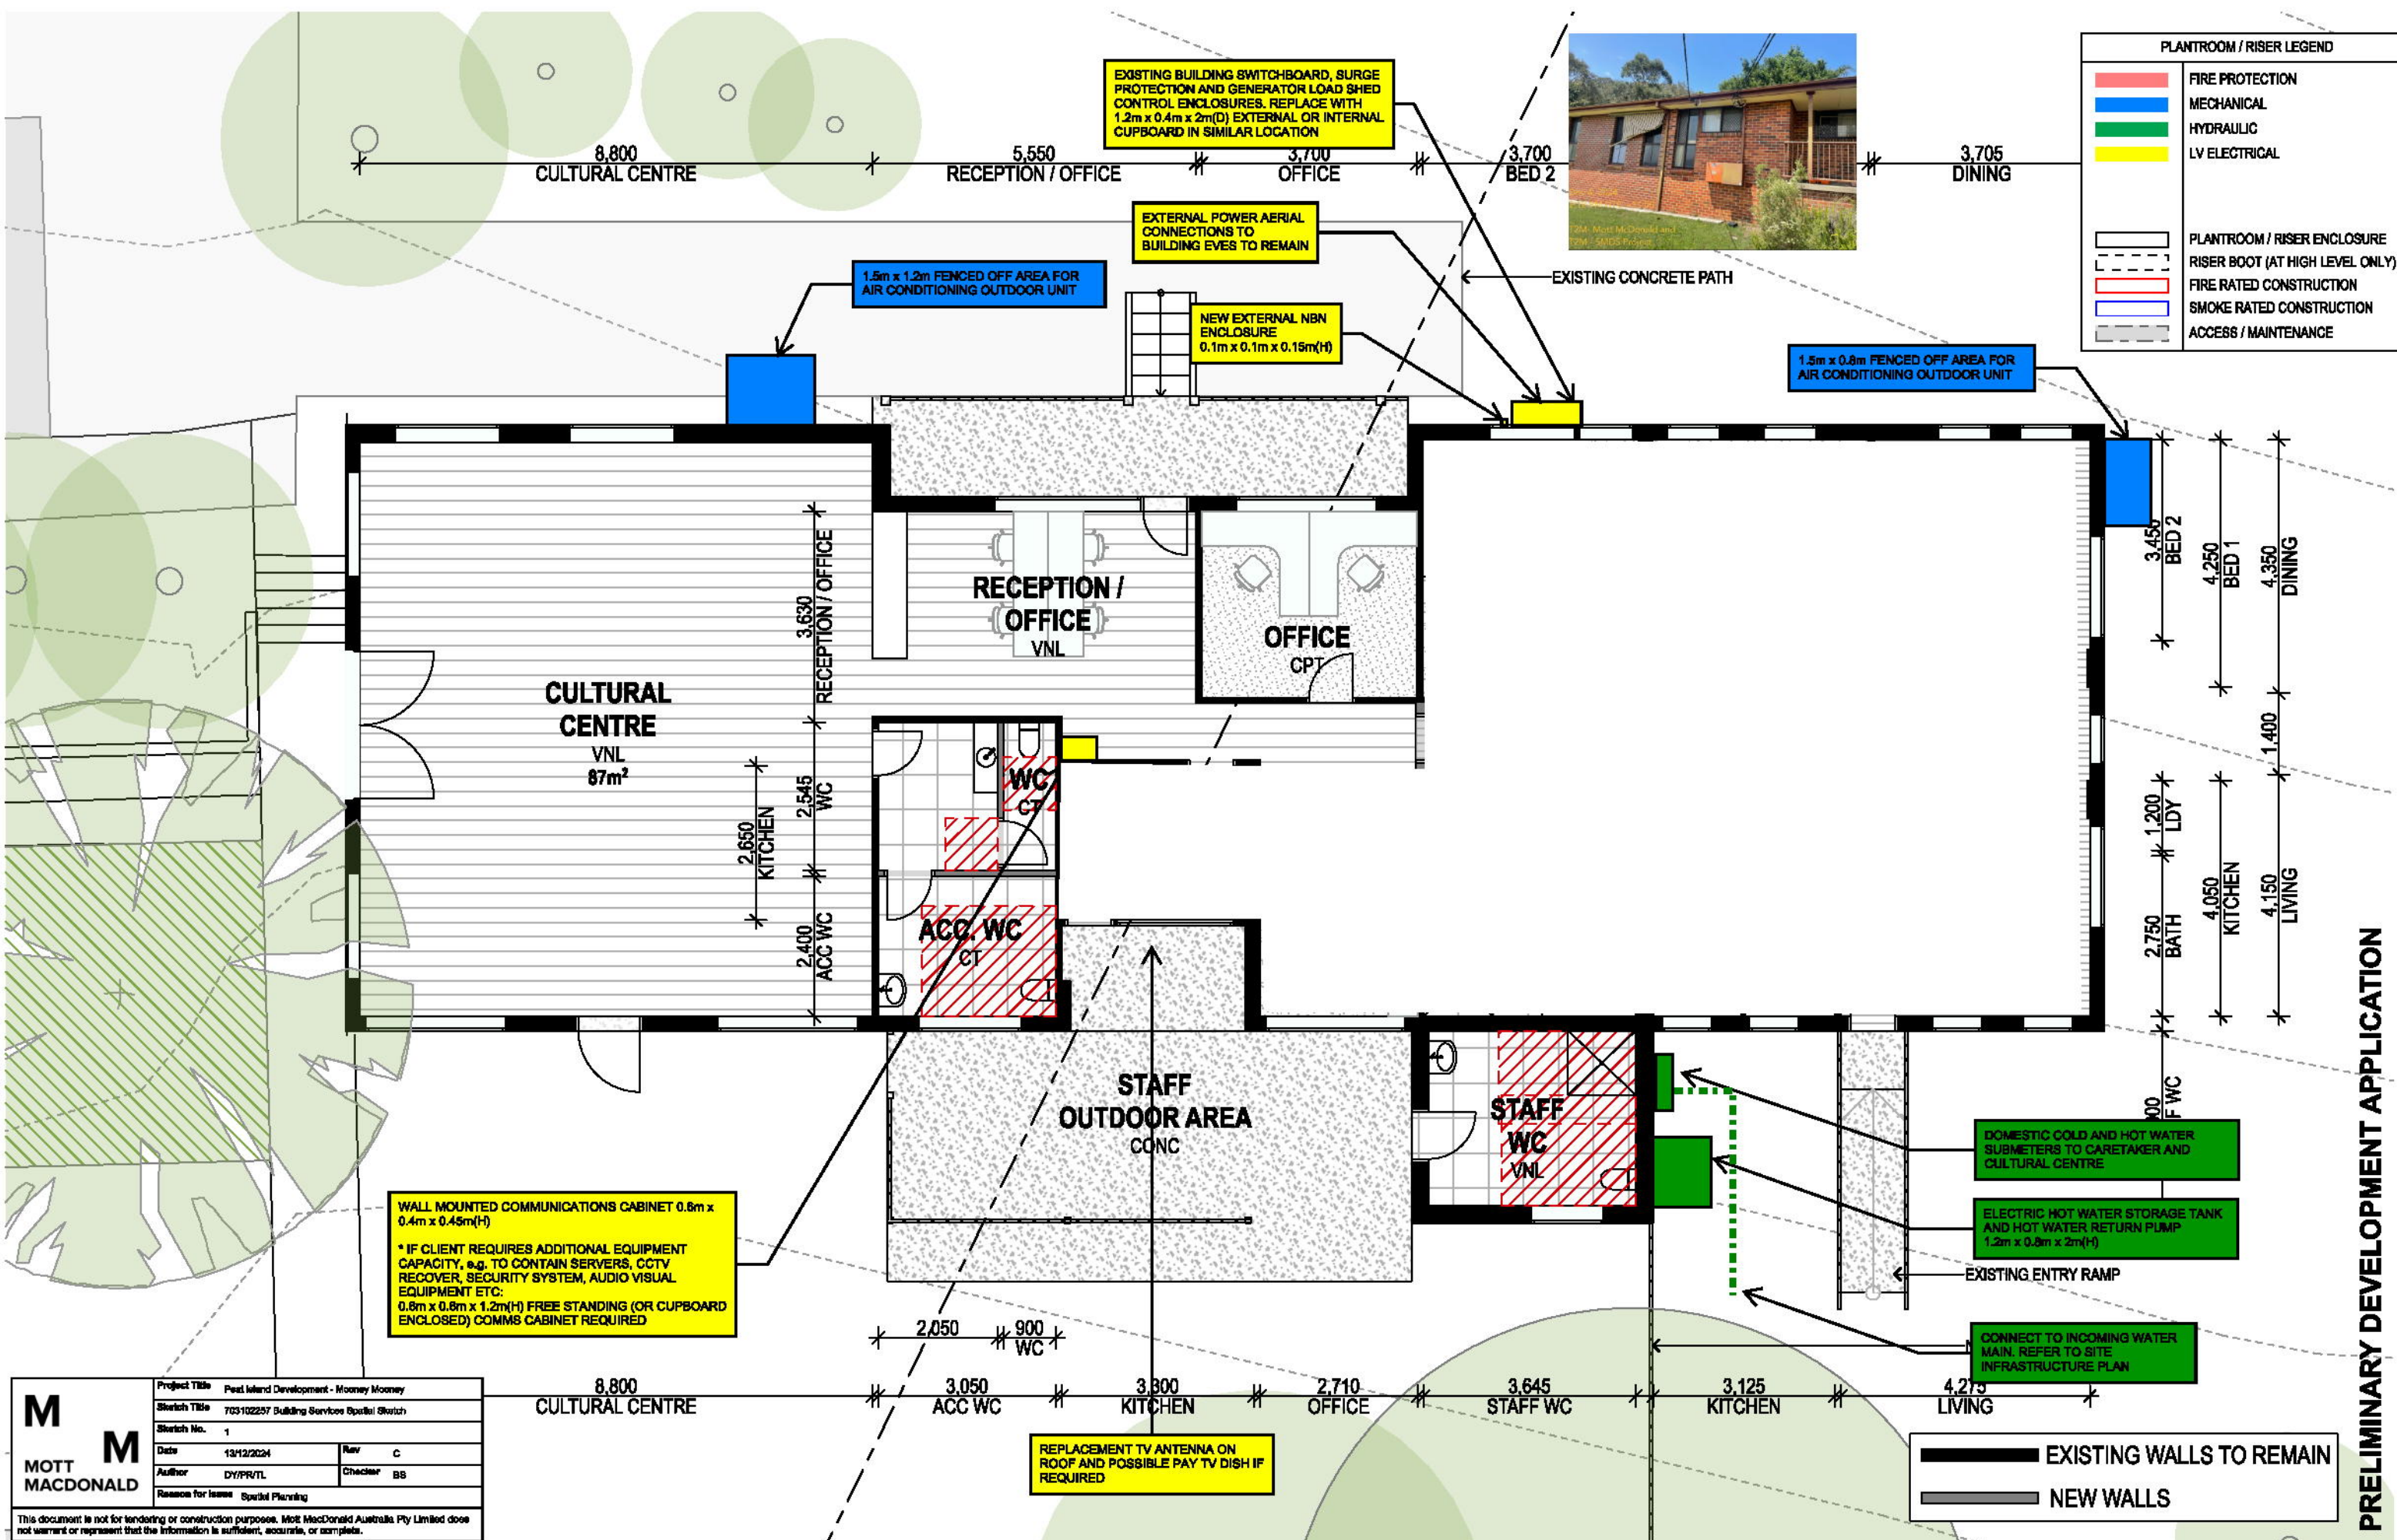 EXISTING BUILDING SWITCHBOARD, SURGE
PROTECTION AND GENERATOR LOAD SHED
CONTROL ENCLOSURES. REPLACE WITH
1.2m x 0.4m x 2m(D) EXTERNAL OR INTERNAL
CUPBOARD IN SIMILAR LOCATION
PLANTROOM / RISER LEGEND
FIRE PROTECTION
MECHANICAL
HYDRAULIC
LV ELECTRICAL
PLANTROOM / RISER ENCLOSURE
RISER BOOT (AT HIGH LEVEL ONLY)
FIRE RATED CONSTRUCTION
SMOKE RATED CONSTRUCTION
ACCESS / MAINTENANCE
8,800
CULTURAL CENTRE
5,550
RECEPTION / OFFICE
3,700
OFFICE
3,700
BED 2
3,705
DINING
EXTERNAL POWER AERIAL
CONNECTIONS TO
BUILDING EVES TO REMAIN
1.5m x 1.2m FENCED OFF AREA FOR
AIR CONDITIONING OUTDOOR UNIT
EXISTING CONCRETE PATH
NEW EXTERNAL NBN
ENCLOSURE
0.1m x 0.1m x 0.15m(H)
1.5m x 0.8m FENCED OFF AREA FOR
AIR CONDITIONING OUTDOOR UNIT
3,630
RECEPTION / OFFICE
RECEPTION /
OFFICE
VNL
OFFICE
CPT
3,450
BED 2
4,250
BED 1
4,350
DINING
CULTURAL
CENTRE
VNL
87m²
2,650
KITCHEN
2,545
WC
2,400
ACC WC
WC
CT
ACC. WC
CT
1,400
1,200
LDY
2,750
BATH
4,050
KITCHEN
4,150
LIVING
STAFF
OUTDOOR AREA
CONC
STAFF
WC
VNL
00
F WC
DOMESTIC COLD AND HOT WATER
SUBMETERS TO CARETAKER AND
CULTURAL CENTRE
ELECTRIC HOT WATER STORAGE TANK
AND HOT WATER RETURN PUMP
1.2m x 0.8m x 2m(H)
EXISTING ENTRY RAMP
CONNECT TO INCOMING WATER
MAIN. REFER TO SITE
INFRASTRUCTURE PLAN
WALL MOUNTED COMMUNICATIONS CABINET 0.6m x
0.4m x 0.45m(H)
* IF CLIENT REQUIRES ADDITIONAL EQUIPMENT
CAPACITY, e.g. TO CONTAIN SERVERS, CCTV
RECOVER, SECURITY SYSTEM, AUDIO VISUAL
EQUIPMENT ETC:
0.6m x 0.6m x 1.2m(H) FREE STANDING (OR CUPBOARD
ENCLOSED) COMMS CABINET REQUIRED
2,050
900
WC
8,800
CULTURAL CENTRE
3,050
ACC WC
3,300
KITCHEN
2,710
OFFICE
3,645
STAFF WC
3,125
KITCHEN
4,275
LIVING
REPLACEMENT TV ANTENNA ON
ROOF AND POSSIBLE PAY TV DISH IF
REQUIRED
EXISTING WALLS TO REMAIN
NEW WALLS
PRELIMINARY DEVELOPMENT APPLICATION
M
M
MOTT
MACDONALD
Project Title Peat Island Development - Mooney Mooney
Sketch Title 703102257 Building Services Spatial Sketch
Sketch No. 1
Date 13/12/2024 Rev C
Author DY/PR/TL Checker BS
Reason for Issue Spatial Planning
This document is not for tendering or construction purposes. Mott MacDonald Australia Pty Limited does
not warrant or represent that the information is sufficient, accurate, or complete.